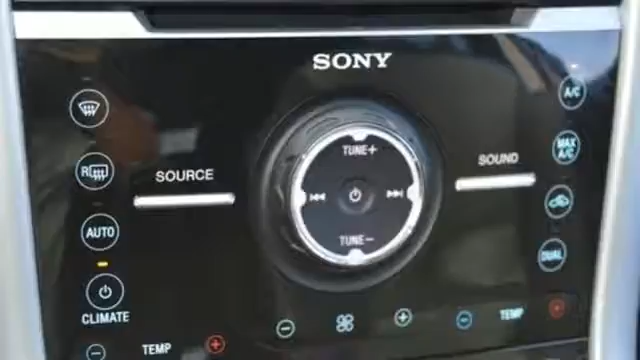 SONY
A/C
TUNE+
MAX
A/C
R
SOURCE
SOUND
AUTO
TUNE-
DUAL
CLIMATE
TEMP
TEMP